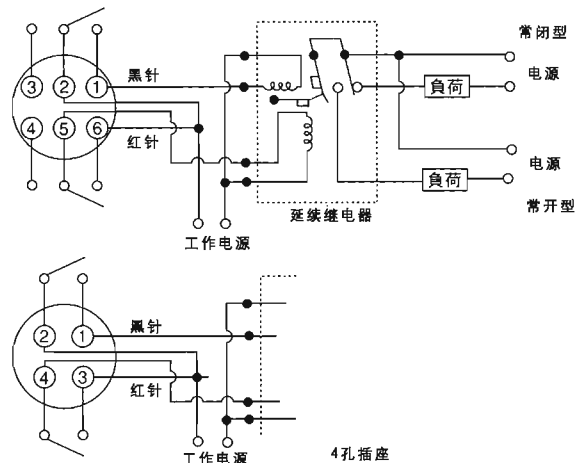 常闭型
3 2 1
黑针
负荷
电源
4 5 6
红针
电源
負荷
延续继电器
常开型
工作电源
2 1
黑针
4 3
红针
工作电源
4孔插座